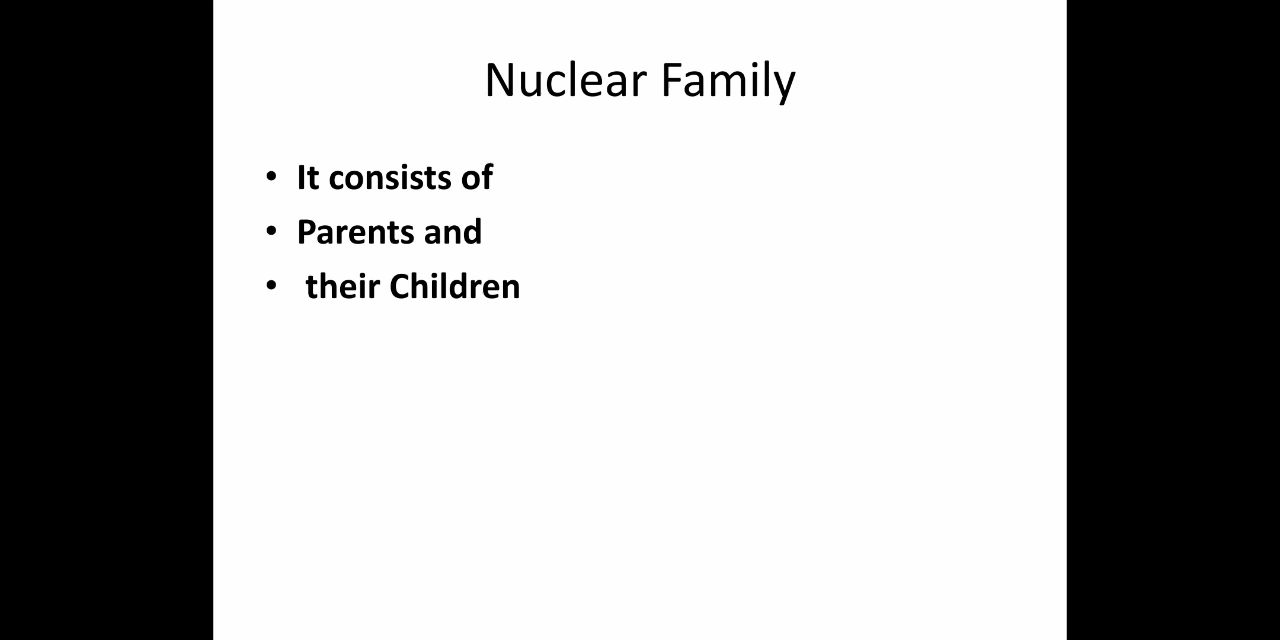 Nuclear Family
• It consists of
• Parents and
• their Children